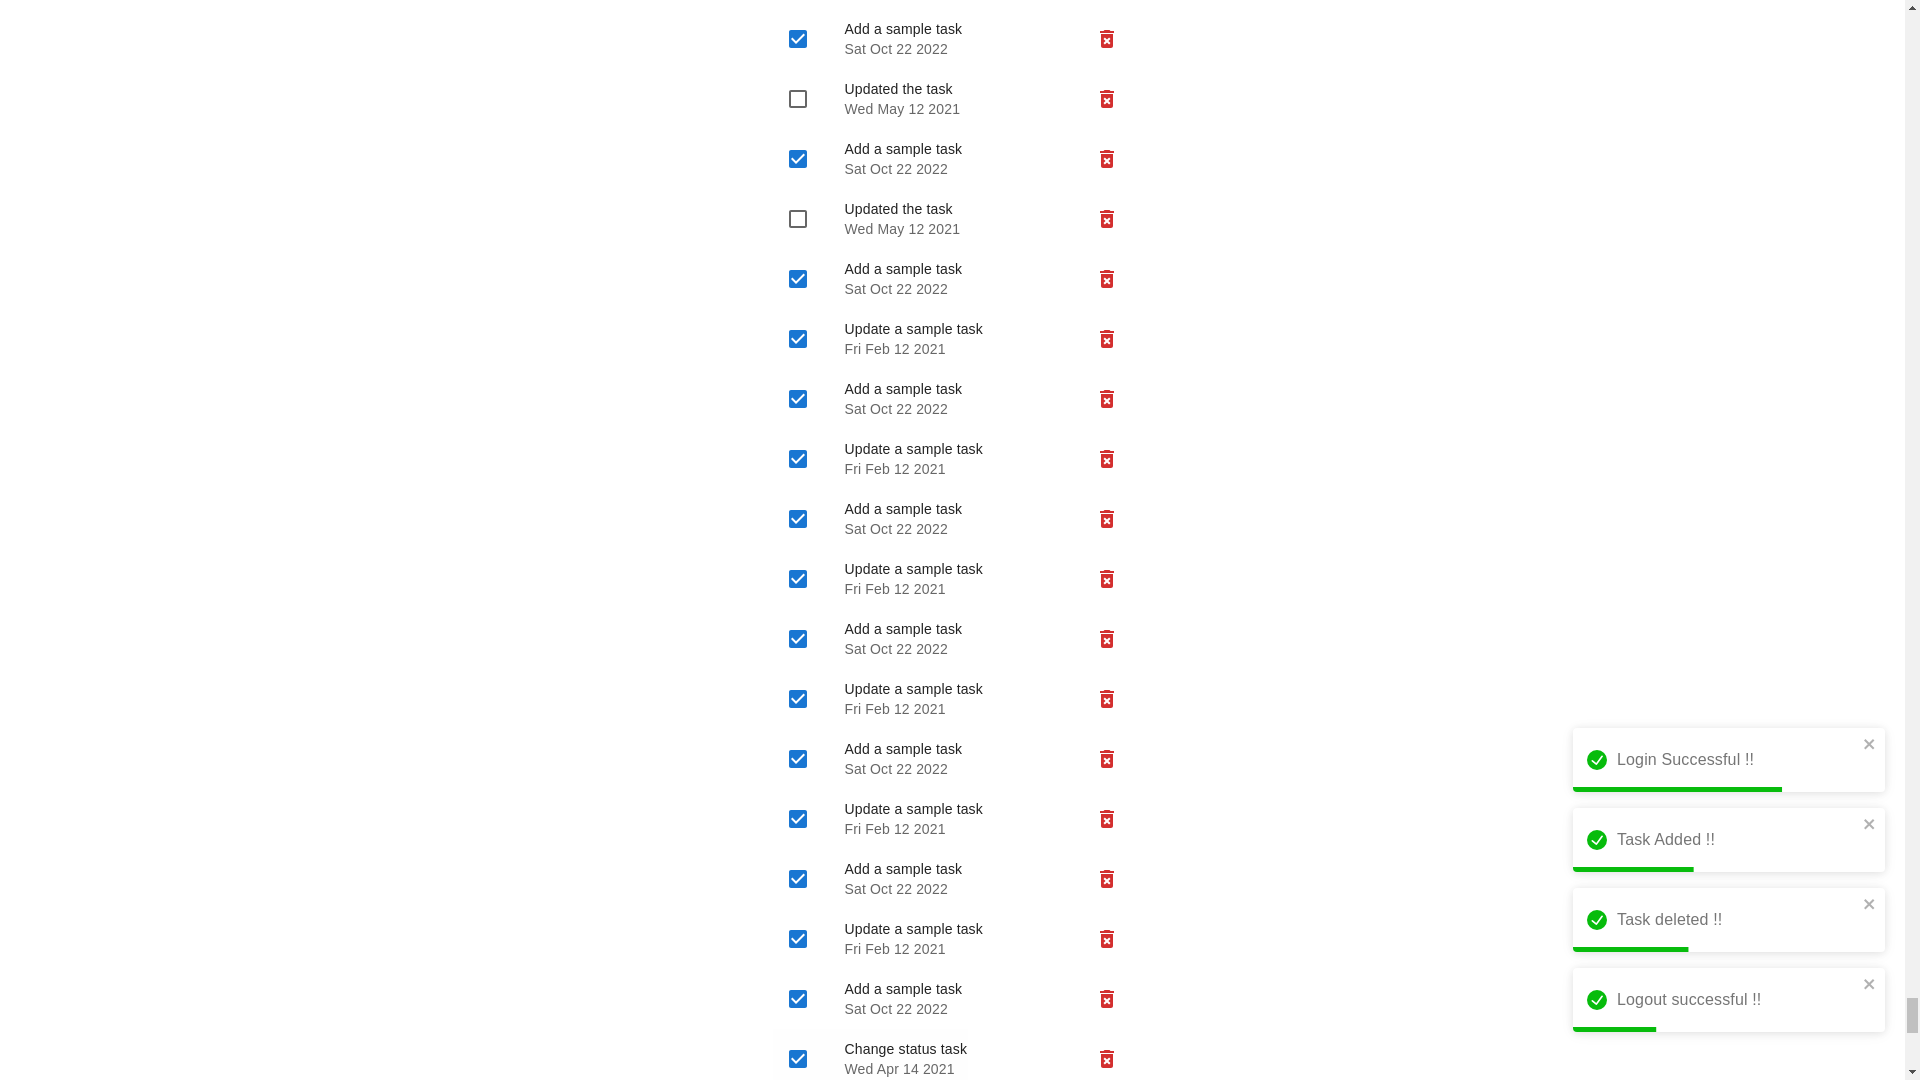 Add a sample task
Sat Oct 22 2022
Updated the task
Wed May 12 2021
Add a sample task
Sat Oct 22 2022
Updated the task
Wed May 12 2021
Add a sample task
Sat Oct 22 2022
Update a sample task
Fri Feb 12 2021
Add a sample task
Sat Oct 22 2022
Update a sample task
Fri Feb 12 2021
Add a sample task
Sat Oct 22 2022
Update a sample task
Fri Feb 12 2021
Add a sample task
Sat Oct 22 2022
Update a sample task
Fri Feb 12 2021
Add a sample task
Sat Oct 22 2022
Update a sample task
Fri Feb 12 2021
Add a sample task
Sat Oct 22 2022
Update a sample task
Fri Feb 12 2021
Add a sample task
Sat Oct 22 2022
Change status task
Wed Apr 14 2021
Login Successful !!
Task Added !!
Task deleted !!
Logout successful !!